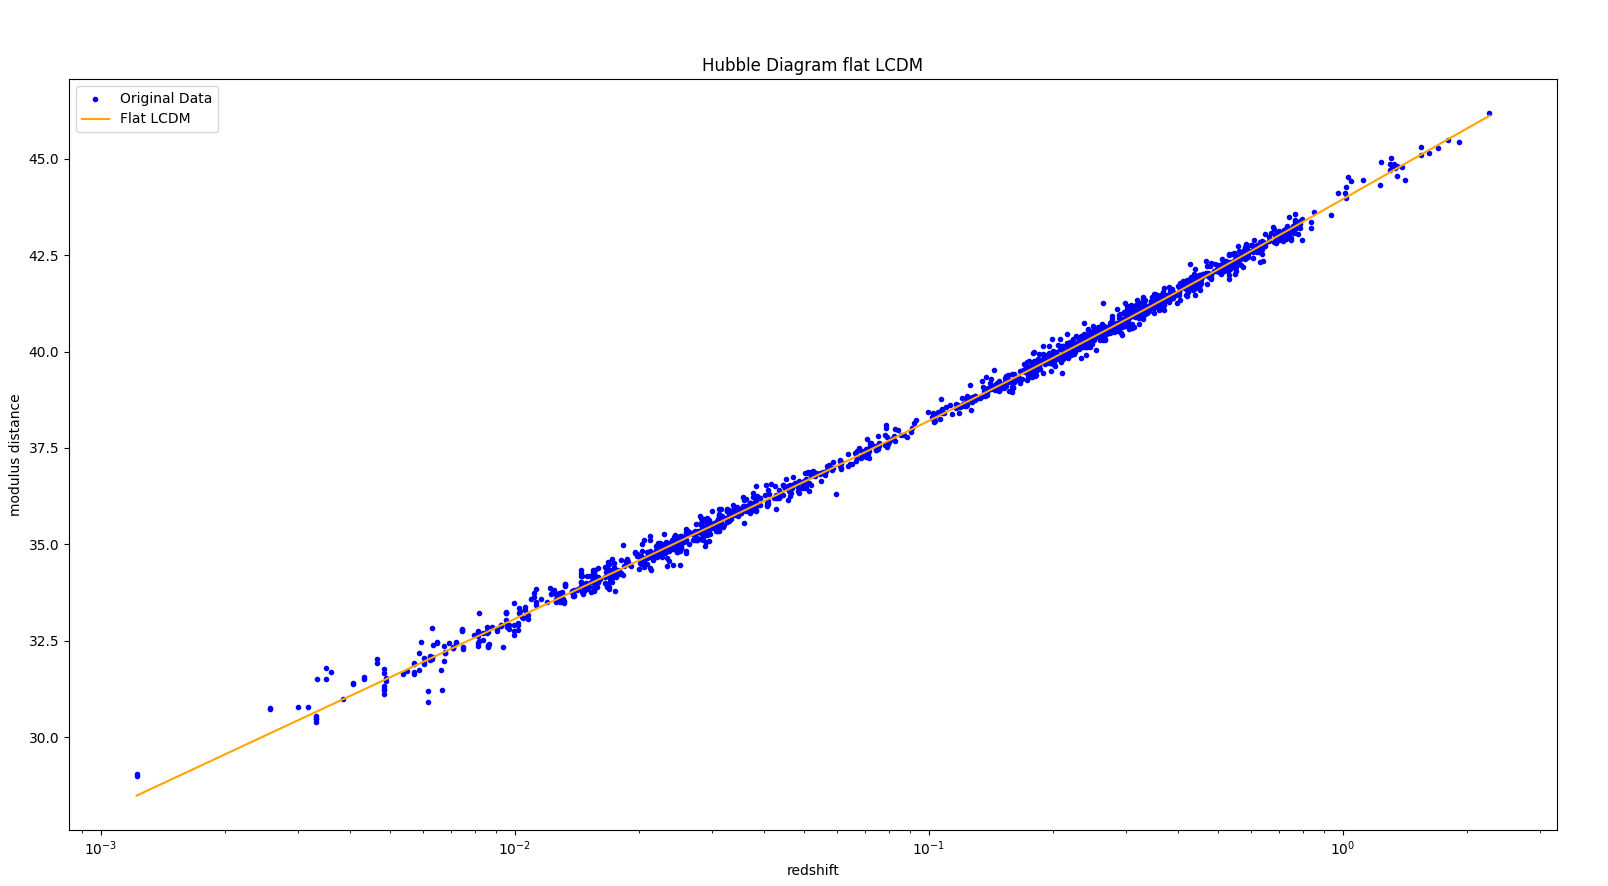 Hubble Diagram flat LCDM
Original Data
Flat LCDM
45.0
42.5
40.0
37.5
35.0
32.5
30.0
modulus distance
10⁻³
10⁻²
10⁻¹
10⁰
redshift